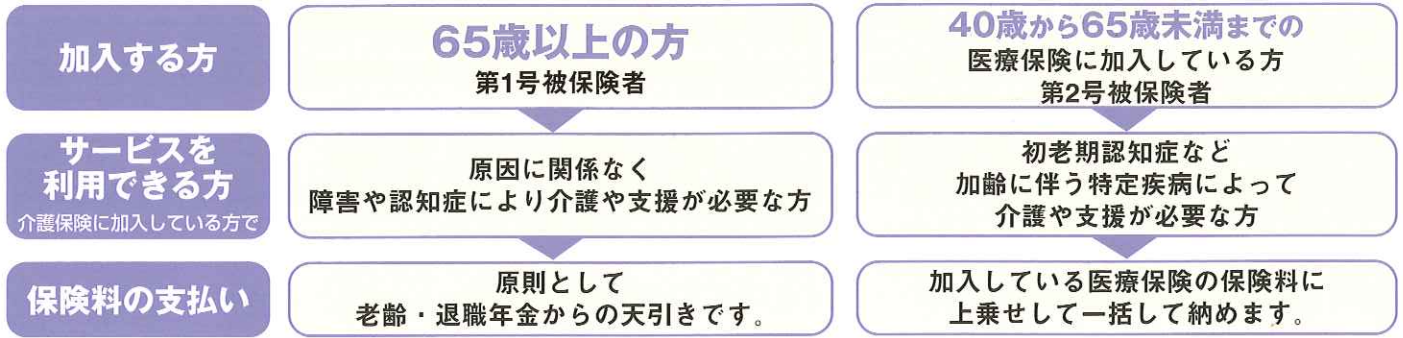 加入する方
65歳以上の方
第1号被保険者
40歳から65歳未満までの
医療保険に加入している方
第2号被保険者
サービスを
利用できる方
介護保険に加入している方で
原因に関係なく
障害や認知症により介護や支援が必要な方
初老期認知症など
加齢に伴う特定疾病によって
介護や支援が必要な方
保険料の支払い
原則として
老齢・退職年金からの天引きです。
加入している医療保険の保険料に
上乗せして一括して納めます。